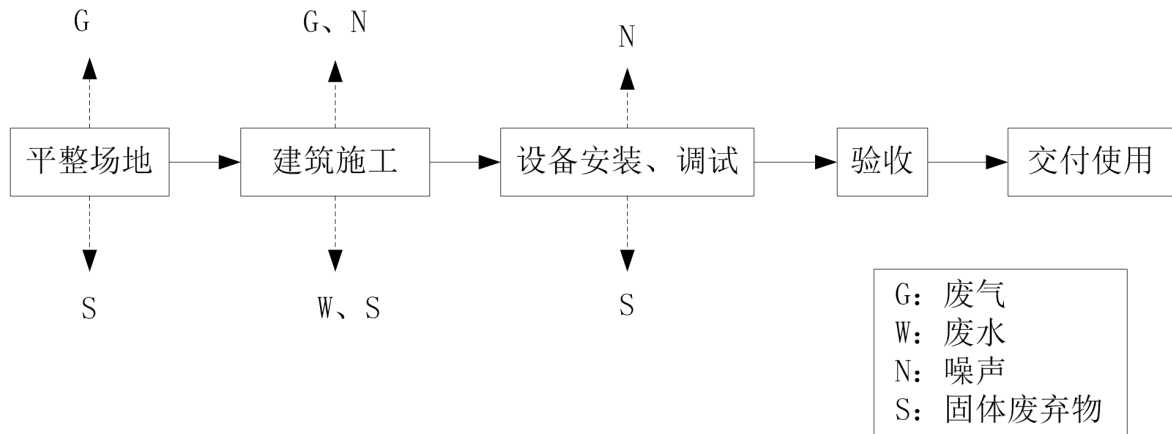 G
G、N
N
平整场地
建筑施工
设备安装、调试
验收
交付使用
S
W、S
S
G：废气
W：废水
N：噪声
S：固体废弃物